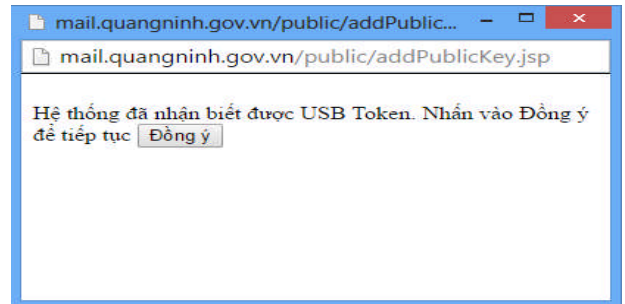 mail.quangninh.gov.vn/public/addPublic...
mail.quangninh.gov.vn/public/addPublicKey.jsp
Hệ thống đã nhận biết được USB Token. Nhấn vào Đồng ý
để tiếp tục Đồng ý